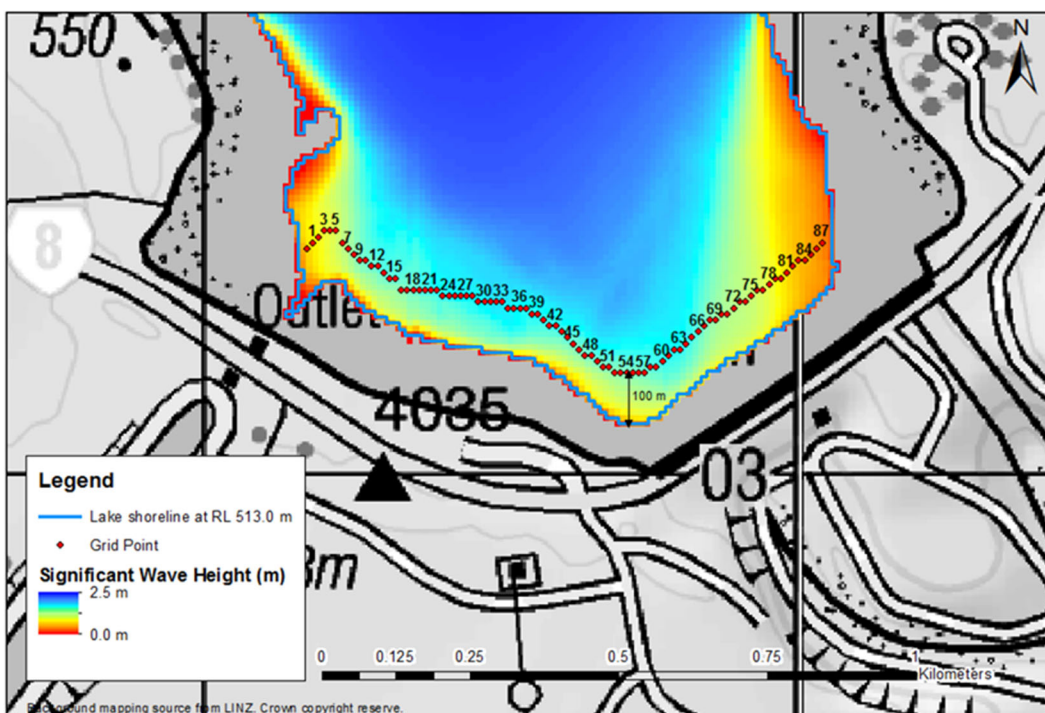 550
N
8
1
3 5
7
9
12
15
18 21
24 27
30 33
36
39
42
45
48
51
54 57
60
63
66
69
72
75
78
81
84
87
Outlet
100 m
4035
03
Legend
Lake shoreline at RL 513.0 m
Grid Point
Significant Wave Height (m)
2.5 m
0.0 m
m
0 0.125 0.25 0.5 0.75 1
Kilometers
Background mapping source from LINZ. Crown copyright reserve.